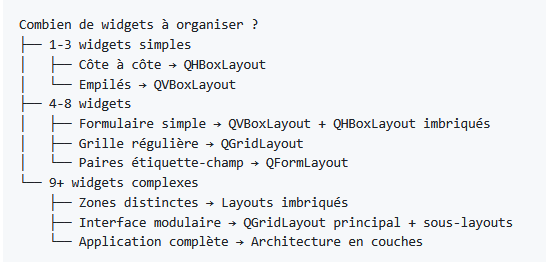 Combien de widgets à organiser ?
├── 1-3 widgets simples
│   ├── Côte à côte → QHBoxLayout
│   └── Empilés → QVBoxLayout
├── 4-8 widgets
│   ├── Formulaire simple → QVBoxLayout + QHBoxLayout imbriqués
│   ├── Grille régulière → QGridLayout
│   └── Paires étiquette-champ → QFormLayout
└── 9+ widgets complexes
    ├── Zones distinctes → Layouts imbriqués
    ├── Interface modulaire → QGridLayout principal + sous-layouts
    └── Application complète → Architecture en couches